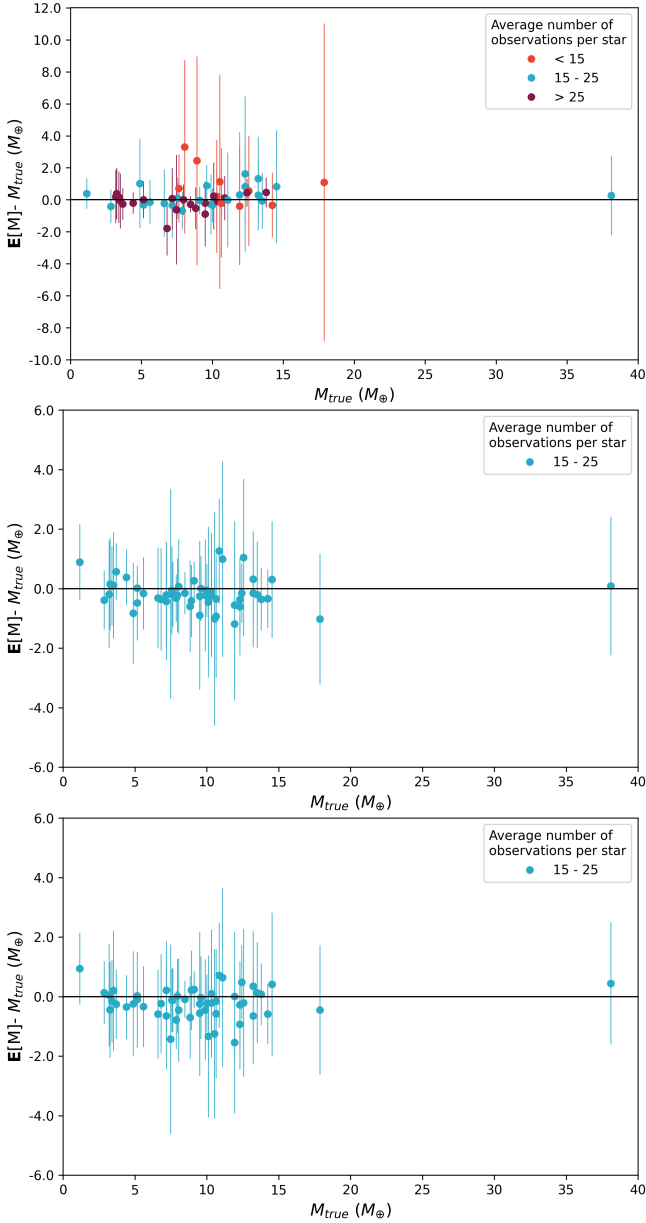 12.0
10.0
8.0
6.0
4.0
2.0
0.0
-2.0
-4.0
-6.0
-8.0
-10.0
E[M]- M_true (M⊕)
Average number of
observations per star
< 15
15 - 25
> 25
0 5 10 15 20 25 30 35 40
M_true (M⊕)
6.0
4.0
2.0
0.0
-2.0
-4.0
-6.0
E[M]- M_true (M⊕)
Average number of
observations per star
15 - 25
0 5 10 15 20 25 30 35 40
M_true (M⊕)
6.0
4.0
2.0
0.0
-2.0
-4.0
-6.0
E[M]- M_true (M⊕)
Average number of
observations per star
15 - 25
0 5 10 15 20 25 30 35 40
M_true (M⊕)